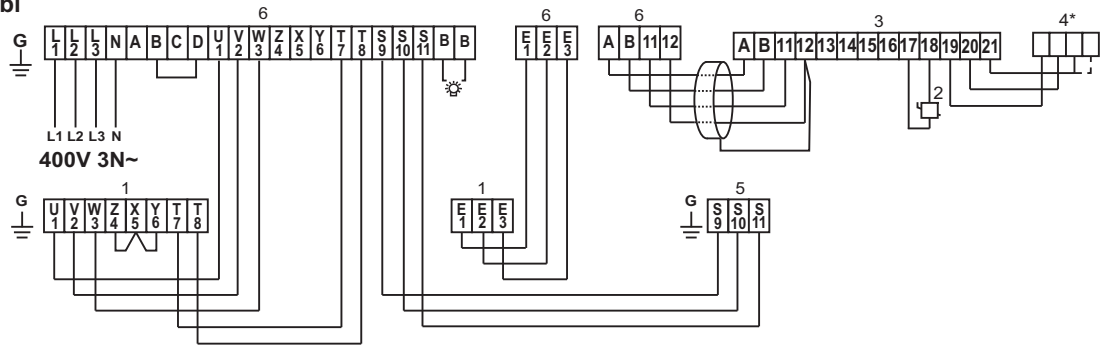 bl
6 6 6 3 4*
G L1 L2 L3 N A B C D U1 V2 W3 Z4 X5 Y6 T7 T8 S9 S10 S11 B B E1 E2 E3 A B 11 12 A B 11 12 13 14 15 16 17 18 19 20 21
2
L1 L2 L3 N
400V 3N~
1 1 5
G U1 V2 W3 Z4 X5 Y6 T7 T8 E1 E2 E3 G S9 S10 S11